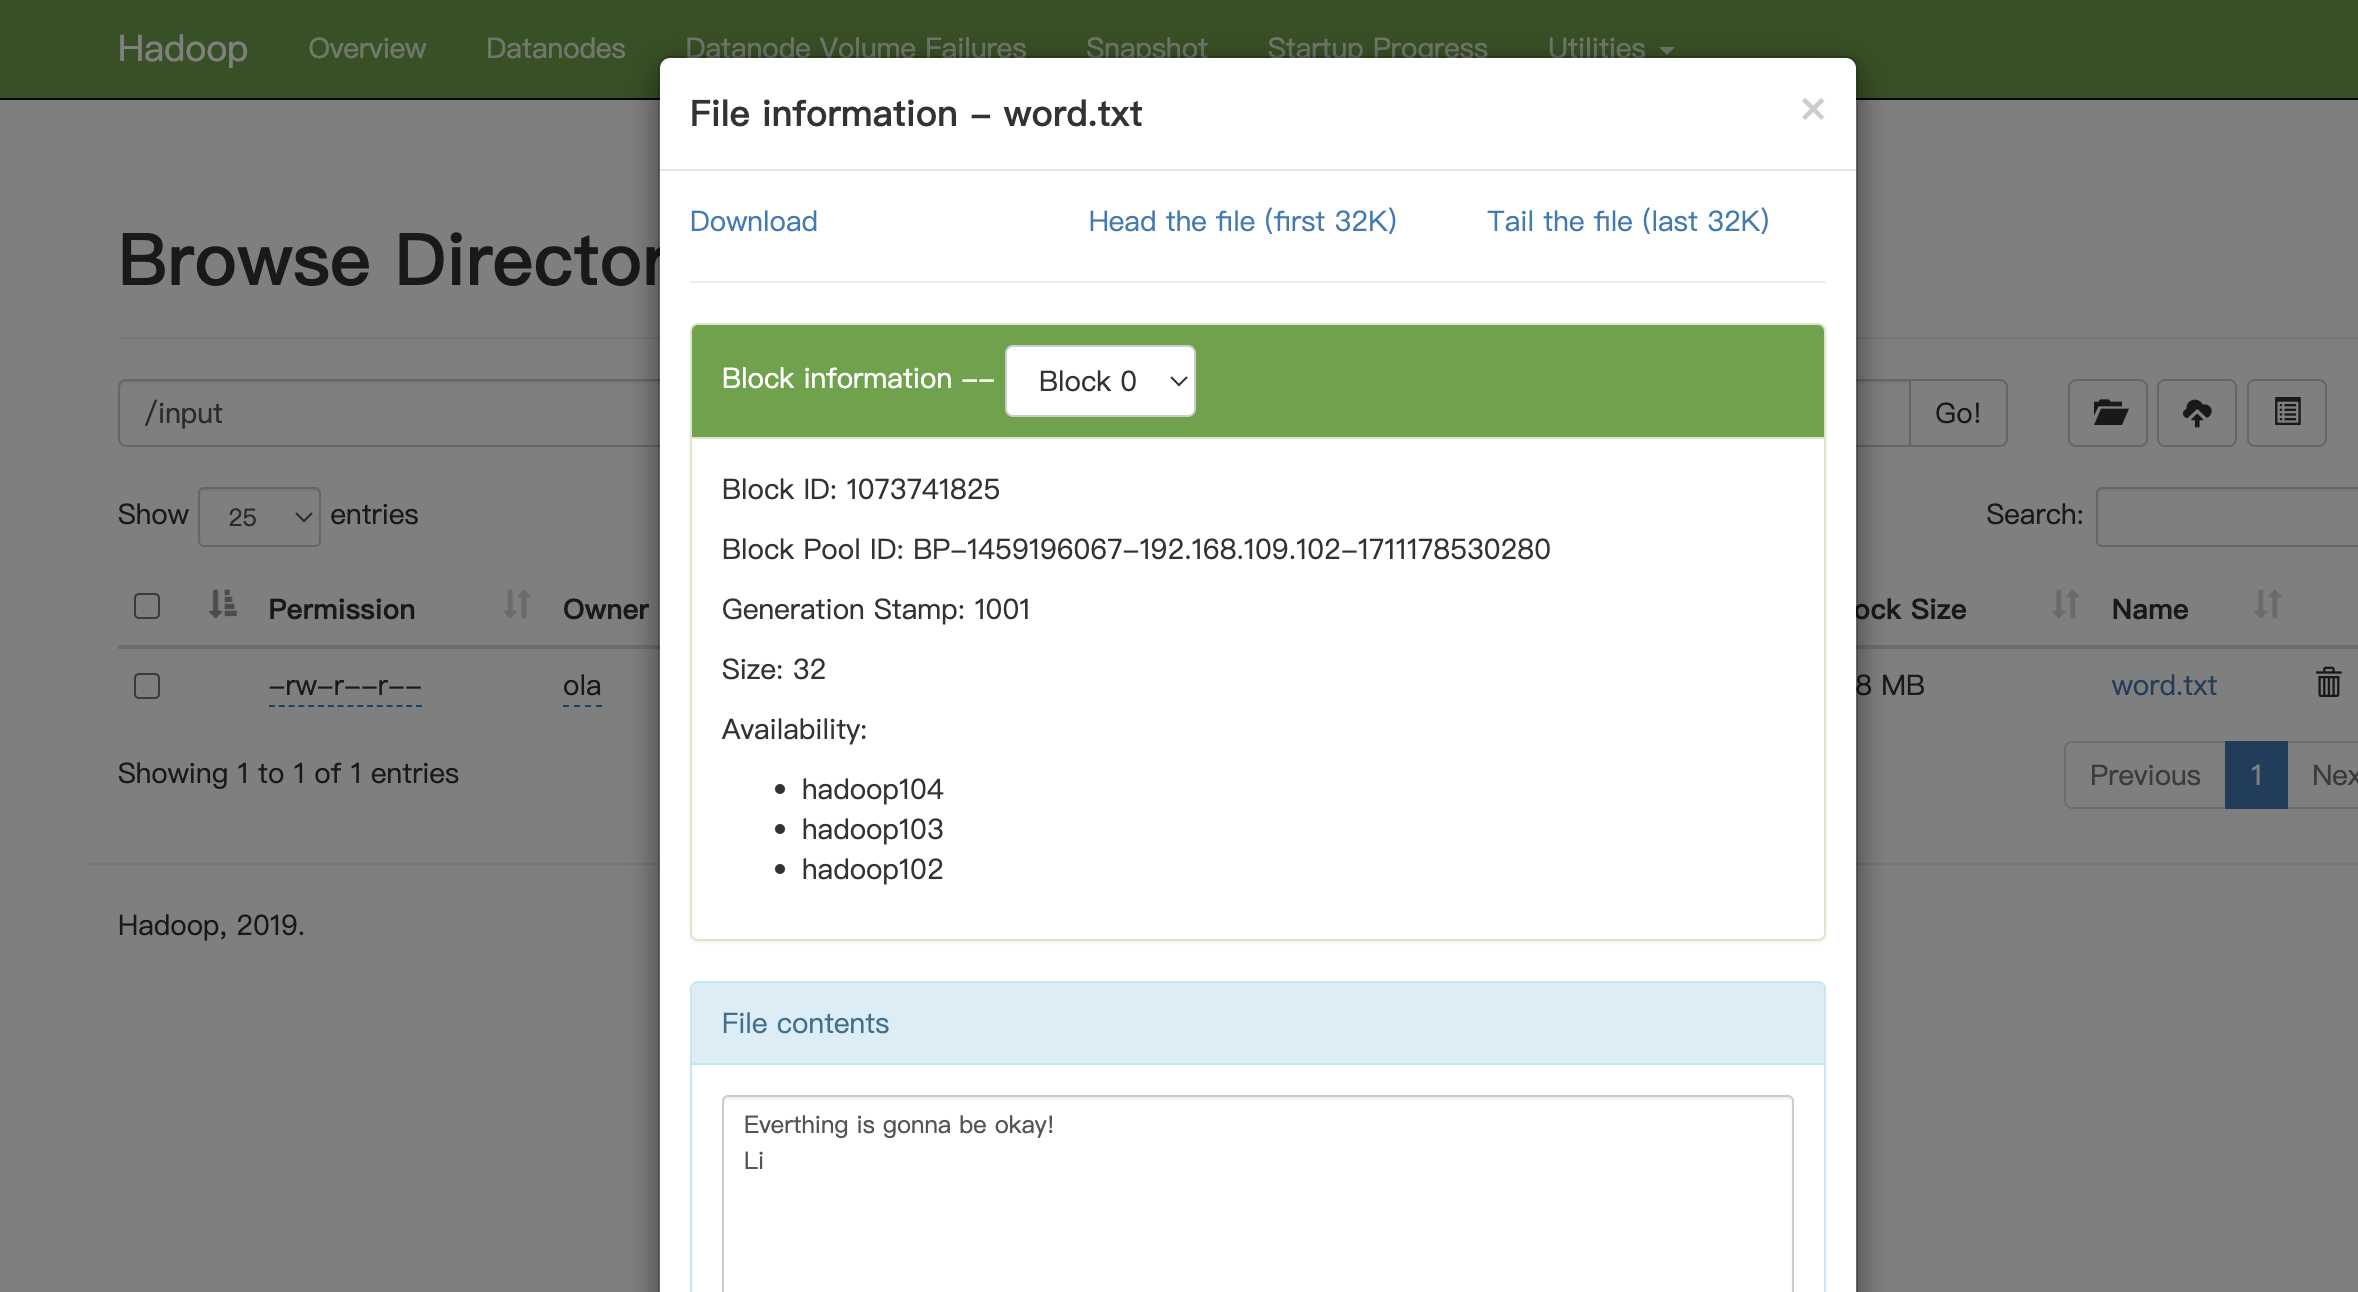 Hadoop Overview Datanodes Datanode Volume Failures Snapshot Startup Progress Utilities
File information - word.txt
×
Download Head the file (first 32K) Tail the file (last 32K)
Browse Director
Block information -- Block 0
/input
Go!
Block ID: 1073741825
Show 25 entries
Search:
Block Pool ID: BP-1459196067-192.168.109.102-1711178530280
Permission Owner
ock Size Name
Generation Stamp: 1001
Size: 32
-rw-r--r-- ola
8 MB word.txt
Availability:
Showing 1 to 1 of 1 entries
Previous 1 Nex
hadoop104
hadoop103
hadoop102
Hadoop, 2019.
File contents
Everthing is gonna be okay!
Li